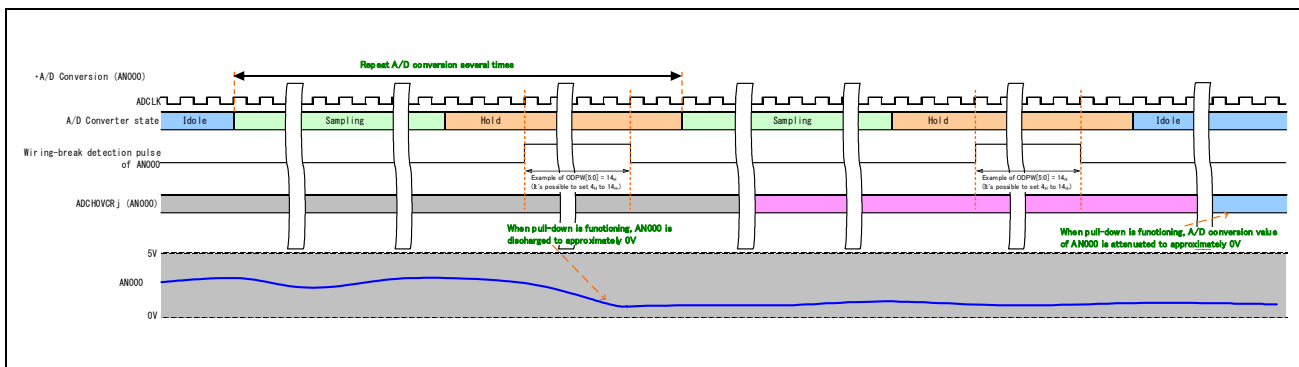 Repeat A/D conversion several times
・A/D Conversion (AN000)
ADCLK
A/D Converter state
Idole
Sampling
Hold
Sampling
Hold
Idole
Wiring-break detection pulse
of AN000
Example of ODPW[5:0] = 14H
(It's possible to set 4H to 14H.)
Example of ODPW[5:0] = 14H
(It's possible to set 4H to 14H.)
ADCH0VCRj (AN000)
When pull-down is functioning, AN000 is
discharged to approximately 0V
When pull-down is functioning, A/D conversion value
of AN000 is attenuated to approximately 0V
5V
AN000
0V